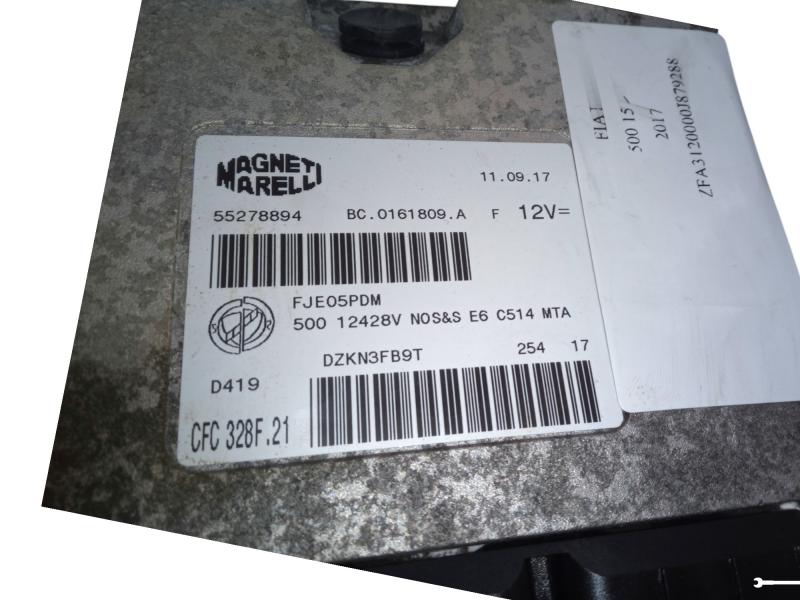 MAGNETI
MARELLI
11.09.17
55278894 BC.0161809.A F 12V=
FJE05PDM
500 12428V NOS&S E6 C514 MTA
DZKN3FB9T 254 17
D419
CFC 328F.21
FIAT
500 15-
2017
ZFA3120000J879288